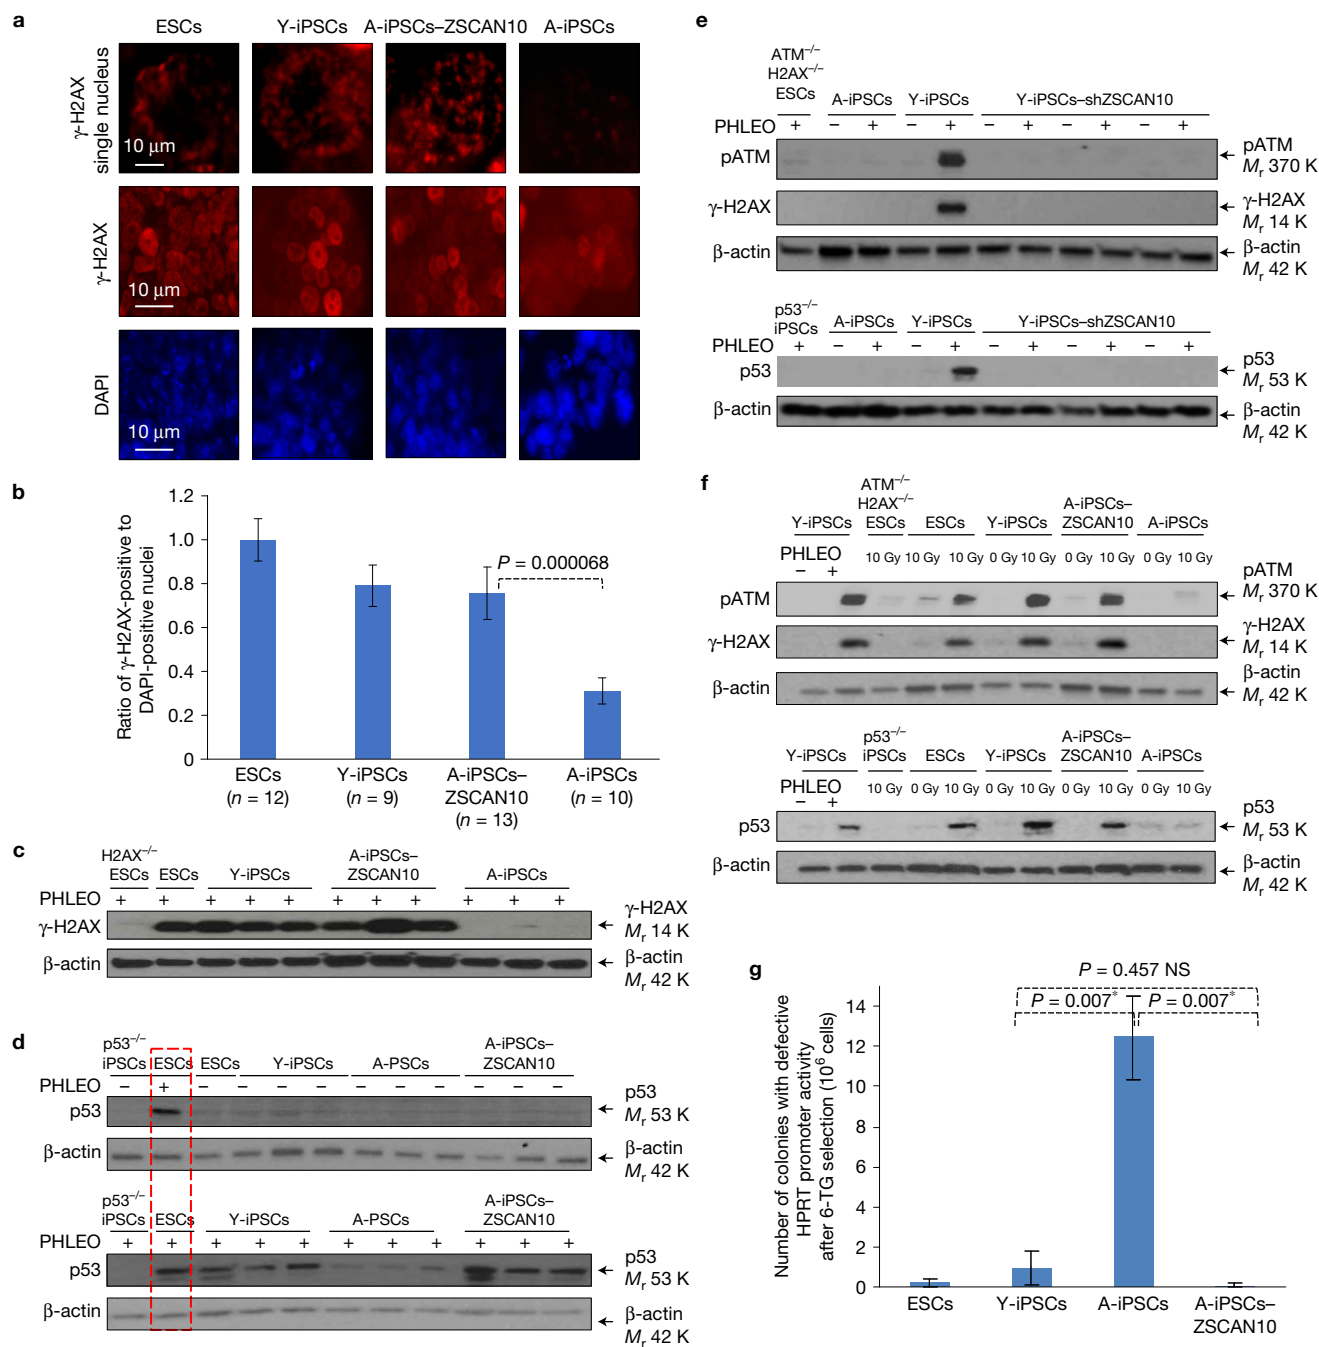 a
ESCs Y-iPSCs A-iPSCs–ZSCAN10 A-iPSCs
γ-H2AX
single nucleus
10 μm
γ-H2AX
10 μm
DAPI
10 μm
b
Ratio of γ-H2AX-positive to
DAPI-positive nuclei
1.2
1.0
0.8
0.6
0.4
0.2
0
P = 0.000068
ESCs
(n = 12)
Y-iPSCs
(n = 9)
A-iPSCs–
ZSCAN10
(n = 13)
A-iPSCs
(n = 10)
c
H2AX–/–
ESCs
ESCs
Y-iPSCs
A-iPSCs–
ZSCAN10
A-iPSCs
PHLEO + + + + + + + + + +
γ-H2AX
γ-H2AX
Mr 14 K
β-actin
β-actin
Mr 42 K
d
p53–/–
iPSCs
ESCs
ESCs
Y-iPSCs
A-PSCs
A-iPSCs–
ZSCAN10
PHLEO – + – – – – – – – – – –
p53
p53
Mr 53 K
β-actin
β-actin
Mr 42 K
p53–/–
iPSCs
ESCs
Y-iPSCs
A-PSCs
A-iPSCs–
ZSCAN10
PHLEO + + + + + + + + + + +
p53
p53
Mr 53 K
β-actin
β-actin
Mr 42 K
e
ATM–/–
H2AX–/–
ESCs
A-iPSCs
Y-iPSCs
Y-iPSCs–shZSCAN10
PHLEO + – + – + – + – + – +
pATM
pATM
Mr 370 K
γ-H2AX
γ-H2AX
Mr 14 K
β-actin
β-actin
Mr 42 K
p53–/–
iPSCs
A-iPSCs
Y-iPSCs
Y-iPSCs–shZSCAN10
PHLEO + – + – + – + – + – +
p53
p53
Mr 53 K
β-actin
β-actin
Mr 42 K
f
Y-iPSCs
ATM–/–
H2AX–/–
ESCs
ESCs
Y-iPSCs
A-iPSCs–
ZSCAN10
A-iPSCs
PHLEO
– +
10 Gy 10 Gy 10 Gy 0 Gy 10 Gy 0 Gy 10 Gy 0 Gy 10 Gy
pATM
pATM
Mr 370 K
γ-H2AX
γ-H2AX
Mr 14 K
β-actin
β-actin
Mr 42 K
Y-iPSCs
p53–/–
iPSCs
ESCs
Y-iPSCs
A-iPSCs–
ZSCAN10
A-iPSCs
PHLEO
– +
10 Gy 0 Gy 10 Gy 0 Gy 10 Gy 0 Gy 10 Gy 0 Gy 10 Gy
p53
p53
Mr 53 K
β-actin
β-actin
Mr 42 K
g
Number of colonies with defective
HPRT promoter activity
after 6-TG selection (10⁶ cells)
14
12
10
8
6
4
2
0
P = 0.457 NS
P = 0.007* P = 0.007*
ESCs
Y-iPSCs
A-iPSCs
A-iPSCs–
ZSCAN10